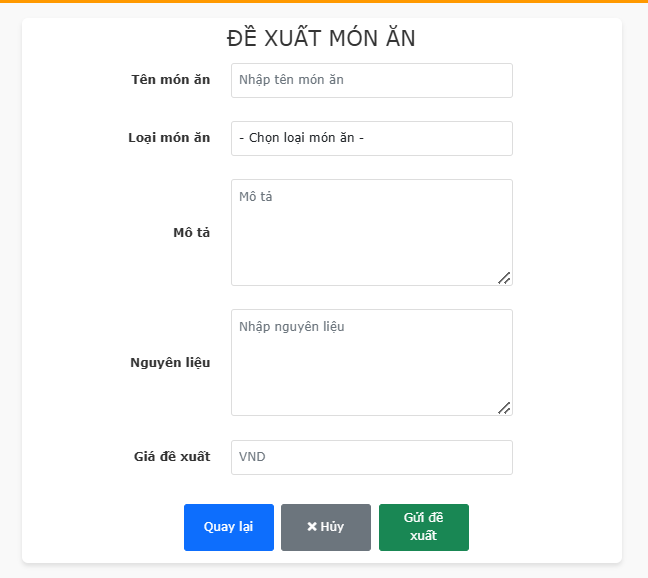 ĐỀ XUẤT MÓN ĂN
Tên món ăn
Nhập tên món ăn
Loại món ăn
- Chọn loại món ăn -
Mô tả
Mô tả
Nguyên liệu
Nhập nguyên liệu
Giá đề xuất
VND
Quay lại
Hủy
Gửi đề
xuất